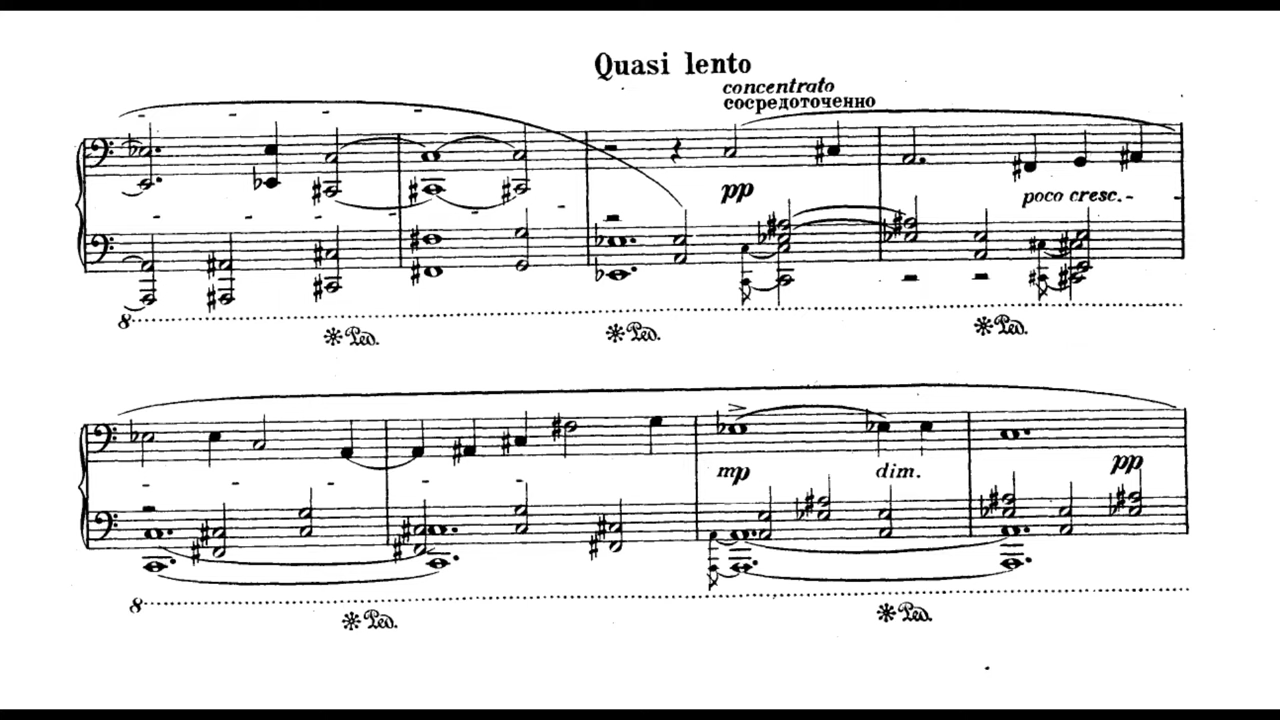 Quasi lento
concentrato
сосредоточенно
pp
poco cresc.-
8
Ped. Ped. Ped.
mp dim. pp
8
Ped. Ped.